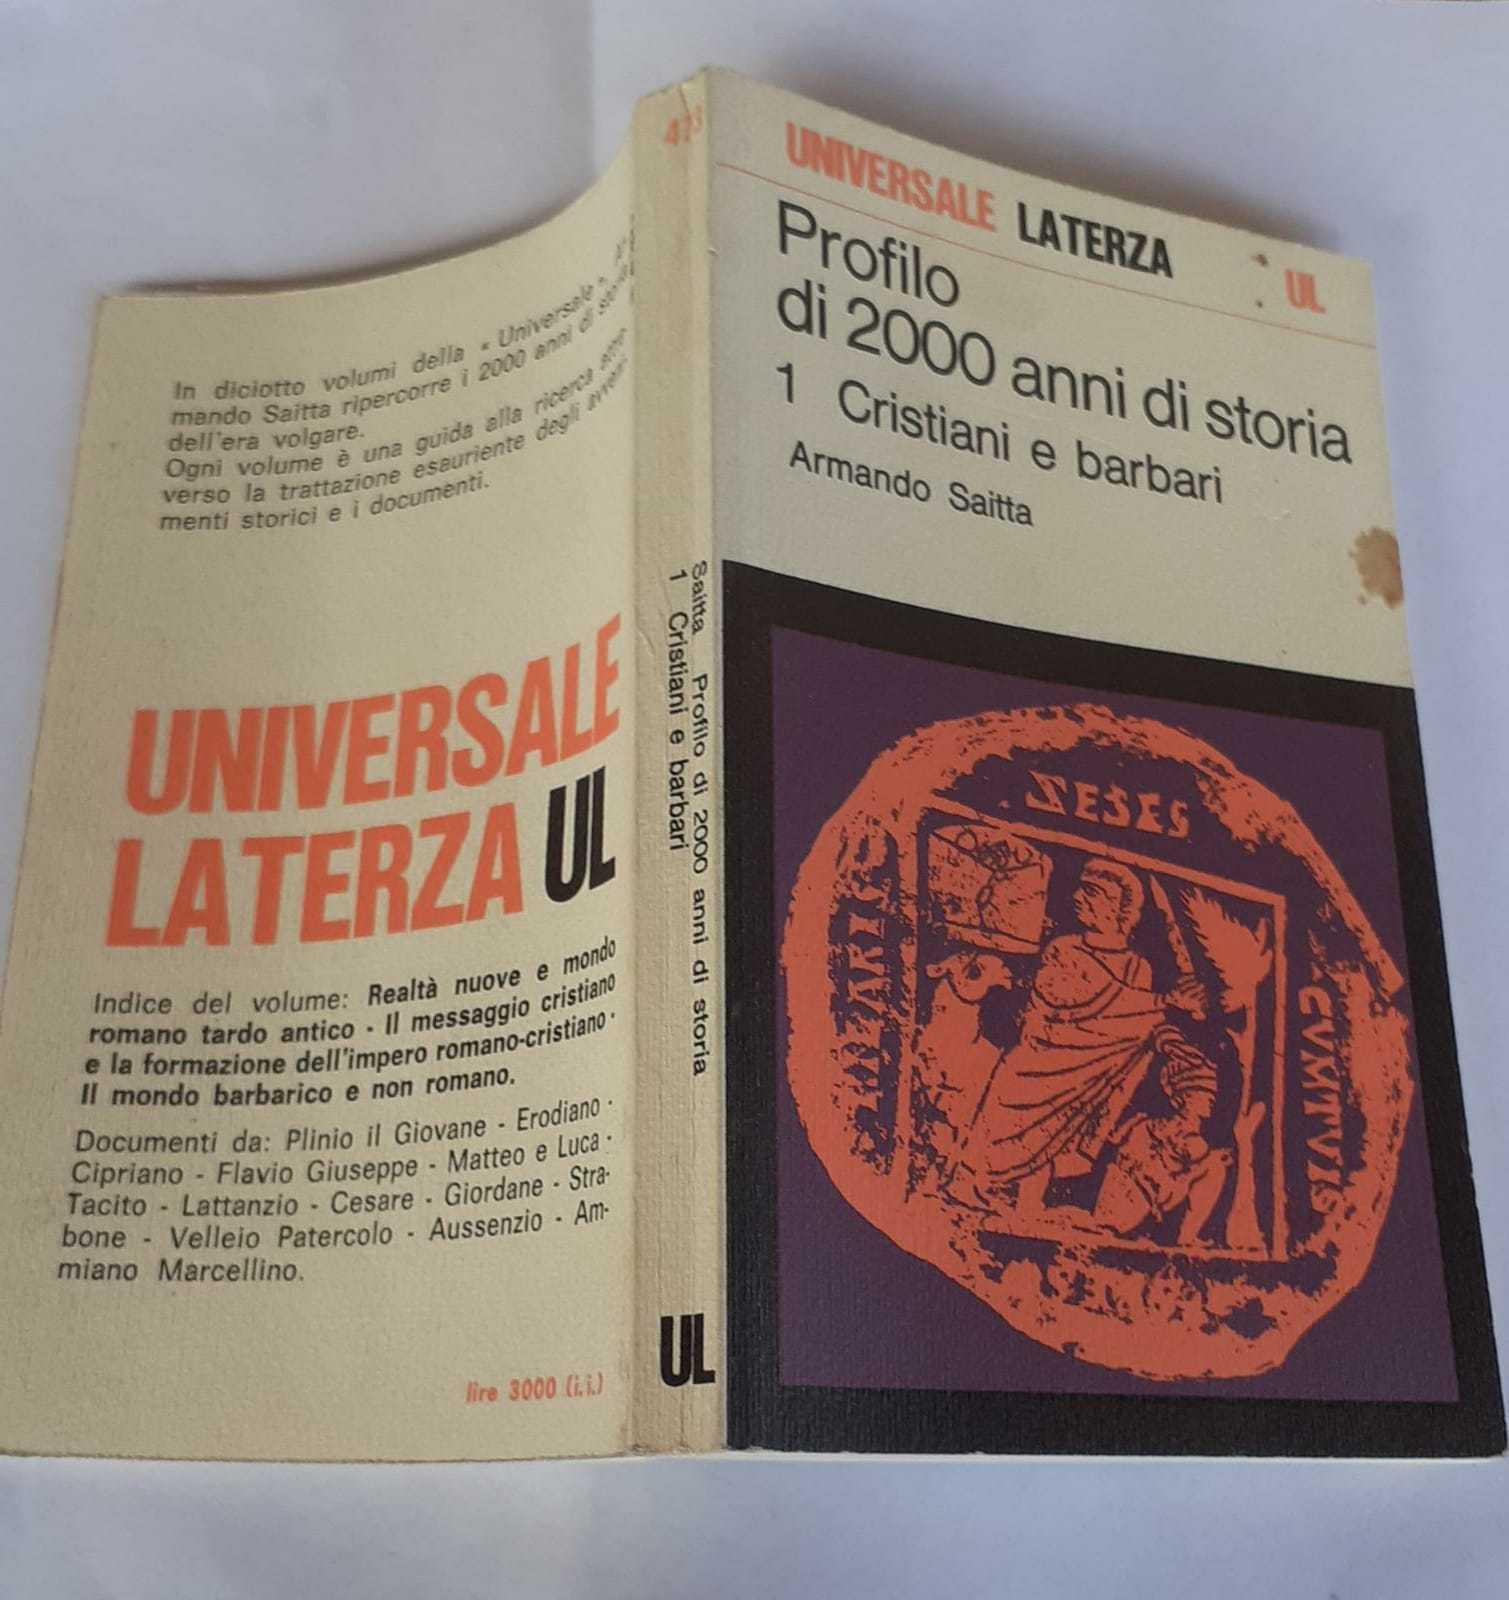 UNIVERSALE LATERZA UL
Profilo
di 2000 anni di storia
1 Cristiani e barbari
Armando Saitta
ZESES
Saitta Profilo di 2000 anni di storia
1 Cristiani e barbari
UL
In diciotto volumi della « Universale »,
mando Saitta ripercorre i 2000 anni di storia
dell'era volgare.
Ogni volume è una guida alla ricerca
verso la trattazione esauriente degli
menti storici e i documenti.
UNIVERSALE
LATERZA UL
Indice del volume: Realtà nuove e mondo
romano tardo antico - Il messaggio cristiano
e la formazione dell'impero romano-cristiano -
Il mondo barbarico e non romano.
Documenti da: Plinio il Giovane - Erodiano -
Cipriano - Flavio Giuseppe - Matteo e Luca -
Tacito - Lattanzio - Cesare - Giordane - Stra-
bone - Velleio Patercolo - Aussenzio - Am-
miano Marcellino.
lire 3000 (i.i.)